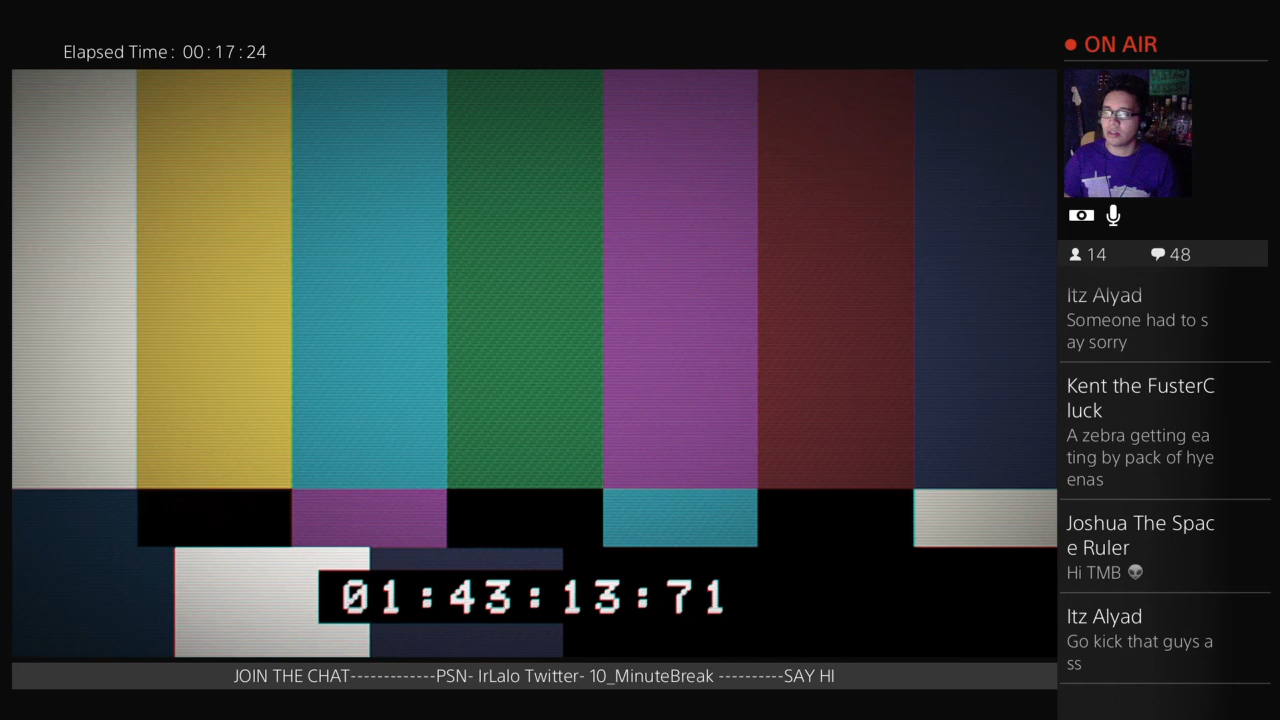 Elapsed Time: 00:17:24
ON AIR
14 48
Itz Alyad
Someone had to s
ay sorry
Kent the FusterC
luck
A zebra getting ea
ting by pack of hye
enas
Joshua The Spac
e Ruler
Hi TMB 👽
Itz Alyad
Go kick that guys a
ss
01:43:13:71
JOIN THE CHAT-------------PSN- IrLalo Twitter- 10_MinuteBreak ----------SAY HI